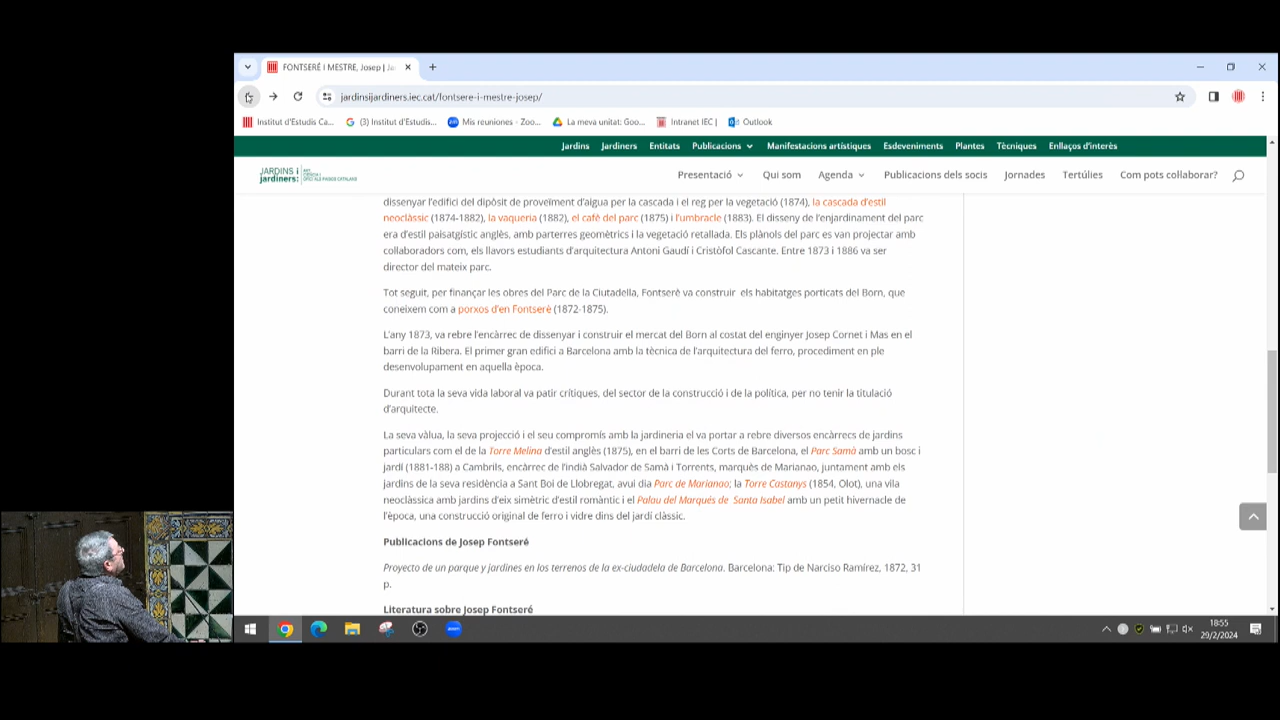 FONTSERÉ I MESTRE, Josep | Ja
jardinsijardiners.iec.cat/fontsere-i-mestre-josep/
Institut d'Estudis Ca...
(3) Institut d'Estudis...
Mis reuniones - Zoo...
La meva unitat: Goo...
Intranet IEC |
Outlook
Jardins Jardiners Entitats Publicacions Manifestacions artístiques Esdeveniments Plantes Tècniques Enllaços d'interès
JARDINS i
jardiners:
Presentació Qui som Agenda Publicacions dels socis Jornades Tertúlies Com pots col·laborar?
dissenyar l'edifici del dipòsit de proveïment d'aigua per la cascada i el reg per la vegetació (1874), la cascada d'estil
neoclàssic (1874-1882), la vaqueria (1882), el cafè del parc (1875) i l'umbracle (1883). El disseny de l'enjardinament del parc
era d'estil paisatgístic anglès, amb parterres geomètrics i la vegetació retallada. Els plànols del parc es van projectar amb
collaboradors com, els llavors estudiants d'arquitectura Antoni Gaudí i Cristòfol Cascante. Entre 1873 i 1886 va ser
director del mateix parc.
Tot seguit, per finançar les obres del Parc de la Ciutadella, Fontseré va construir els habitatges porticats del Born, que
coneixem com a porxos d'en Fontserè (1872-1875).
L'any 1873, va rebre l'encàrrec de dissenyar i construir el mercat del Born al costat del enginyer Josep Cornet i Mas en el
barri de la Ribera. El primer gran edifici a Barcelona amb la tècnica de l'arquitectura del ferro, procediment en ple
desenvolupament en aquella època.
Durant tota la seva vida laboral va patir crítiques, del sector de la construcció i de la política, per no tenir la titulació
d'arquitecte.
La seva vàlua, la seva projecció i el seu compromís amb la jardineria el va portar a rebre diversos encàrrecs de jardins
particulars com el de la Torre Melina d'estil anglès (1875), en el barri de les Corts de Barcelona, el Parc Samà amb un bosc i
jardí (1881-188) a Cambrils, encàrrec de l'indià Salvador de Samà i Torrents, marquès de Marianao, juntament amb els
jardins de la seva residència a Sant Boi de Llobregat, avui dia Parc de Marianao; la Torre Castanys (1854, Olot), una vila
neoclàssica amb jardins d'eix simètric d'estil romàntic i el Palau del Marqués de Santa Isabel amb un petit hivernacle de
l'època, una construcció original de ferro i vidre dins del jardí clàssic.
Publicacions de Josep Fontseré
Proyecto de un parque y jardines en los terrenos de la ex-ciudadela de Barcelona. Barcelona: Tip de Narciso Ramírez, 1872, 31
p.
Literatura sobre Josep Fontseré
18:55
29/2/2024